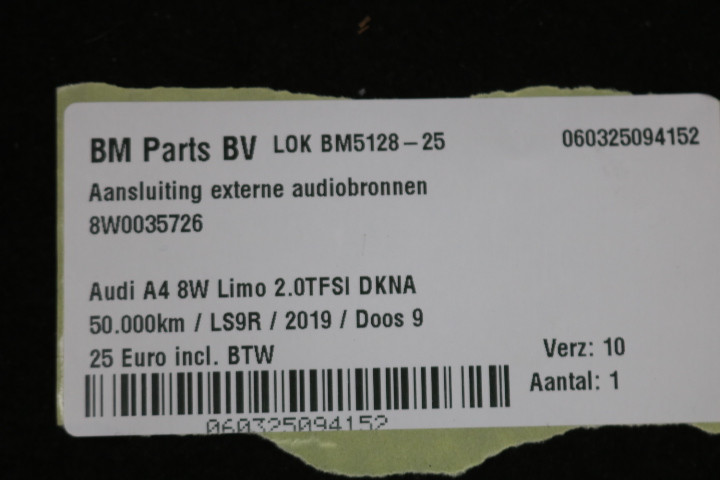 BM Parts BV LOK BM5128-25 060325094152
Aansluiting externe audiobronnen
8W0035726
Audi A4 8W Limo 2.0TFSI DKNA
50.000km / LS9R / 2019 / Doos 9
25 Euro incl. BTW Verz: 10
Aantal: 1
060325094152